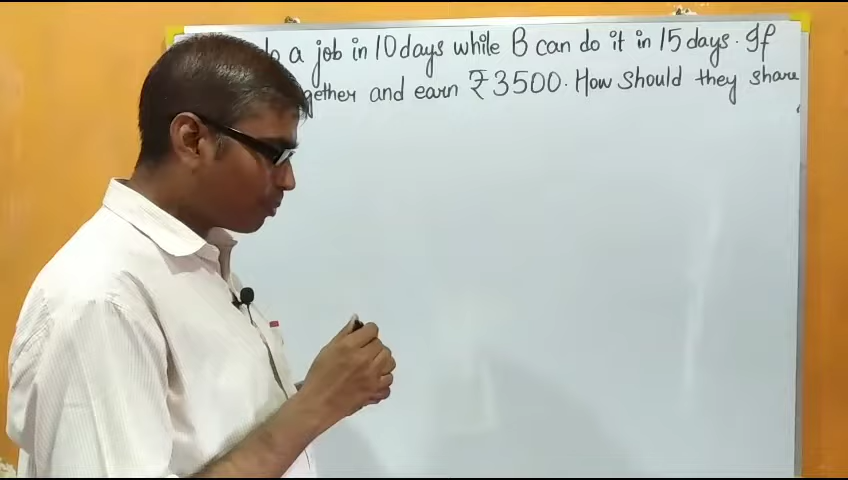 do a job in 10 days while B can do it in 15 days. If
gether and earn ₹3500. How should they share